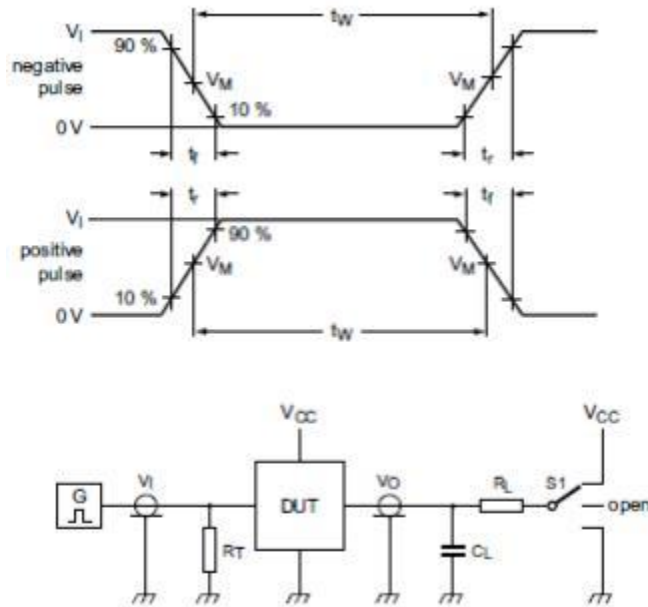 tW
VI
90 %
negative
pulse
VM
VM
10 %
0 V
tf
tr
tr
tf
VI
90 %
positive
pulse
VM
VM
10 %
0 V
tW
VCC
VCC
G
VI
DUT
VO
RL
S1
open
RT
CL